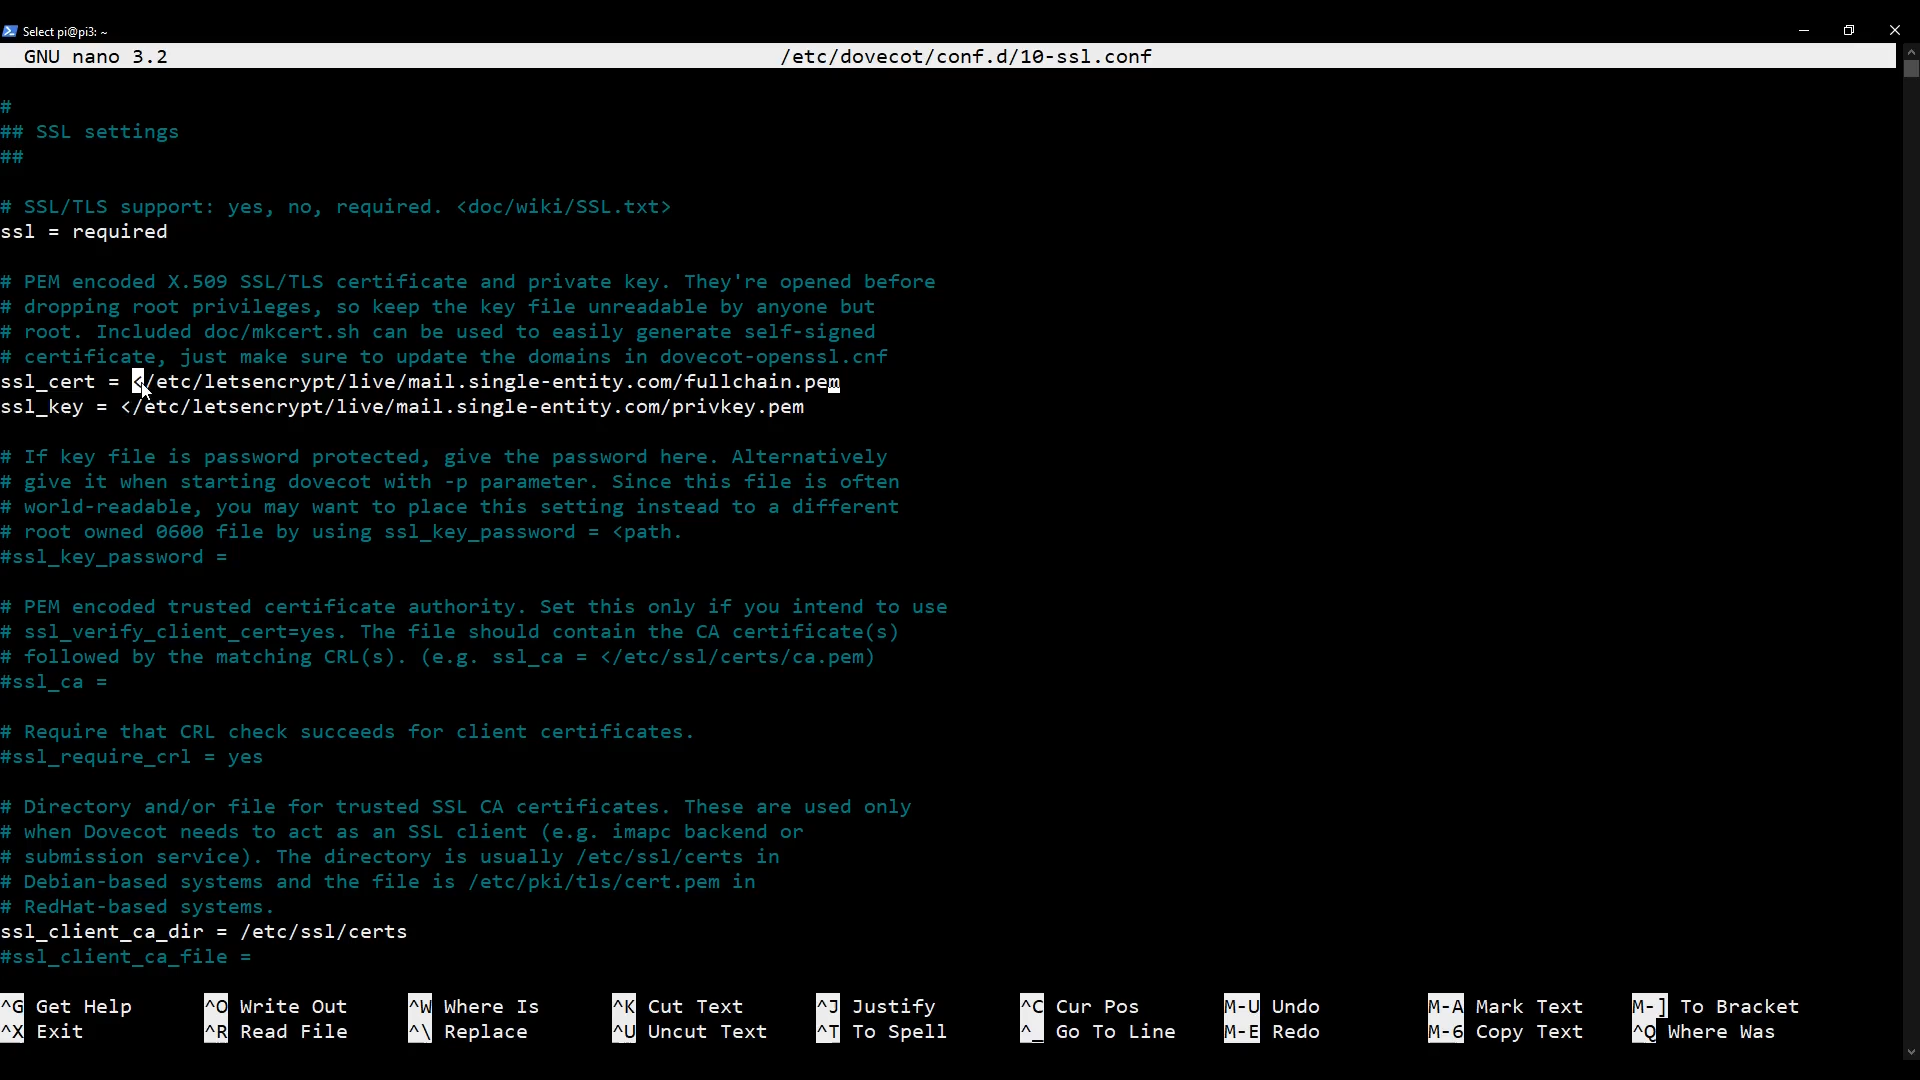 Select pi@pi3: ~
GNU nano 3.2 /etc/dovecot/conf.d/10-ssl.conf
#
## SSL settings
##
# SSL/TLS support: yes, no, required. <doc/wiki/SSL.txt>
ssl = required
# PEM encoded X.509 SSL/TLS certificate and private key. They're opened before
# dropping root privileges, so keep the key file unreadable by anyone but
# root. Included doc/mkcert.sh can be used to easily generate self-signed
# certificate, just make sure to update the domains in dovecot-openssl.cnf
ssl_cert = </etc/letsencrypt/live/mail.single-entity.com/fullchain.pem
ssl_key = </etc/letsencrypt/live/mail.single-entity.com/privkey.pem
# If key file is password protected, give the password here. Alternatively
# give it when starting dovecot with -p parameter. Since this file is often
# world-readable, you may want to place this setting instead to a different
# root owned 0600 file by using ssl_key_password = <path.
#ssl_key_password =
# PEM encoded trusted certificate authority. Set this only if you intend to use
# ssl_verify_client_cert=yes. The file should contain the CA certificate(s)
# followed by the matching CRL(s). (e.g. ssl_ca = </etc/ssl/certs/ca.pem)
#ssl_ca =
# Require that CRL check succeeds for client certificates.
#ssl_require_crl = yes
# Directory and/or file for trusted SSL CA certificates. These are used only
# when Dovecot needs to act as an SSL client (e.g. imapc backend or
# submission service). The directory is usually /etc/ssl/certs in
# Debian-based systems and the file is /etc/pki/tls/cert.pem in
# RedHat-based systems.
ssl_client_ca_dir = /etc/ssl/certs
#ssl_client_ca_file =
^G Get Help ^O Write Out ^W Where Is ^K Cut Text ^J Justify ^C Cur Pos M-U Undo M-A Mark Text M-] To Bracket
^X Exit ^R Read File ^\ Replace ^U Uncut Text ^T To Spell ^_ Go To Line M-E Redo M-6 Copy Text ^Q Where Was